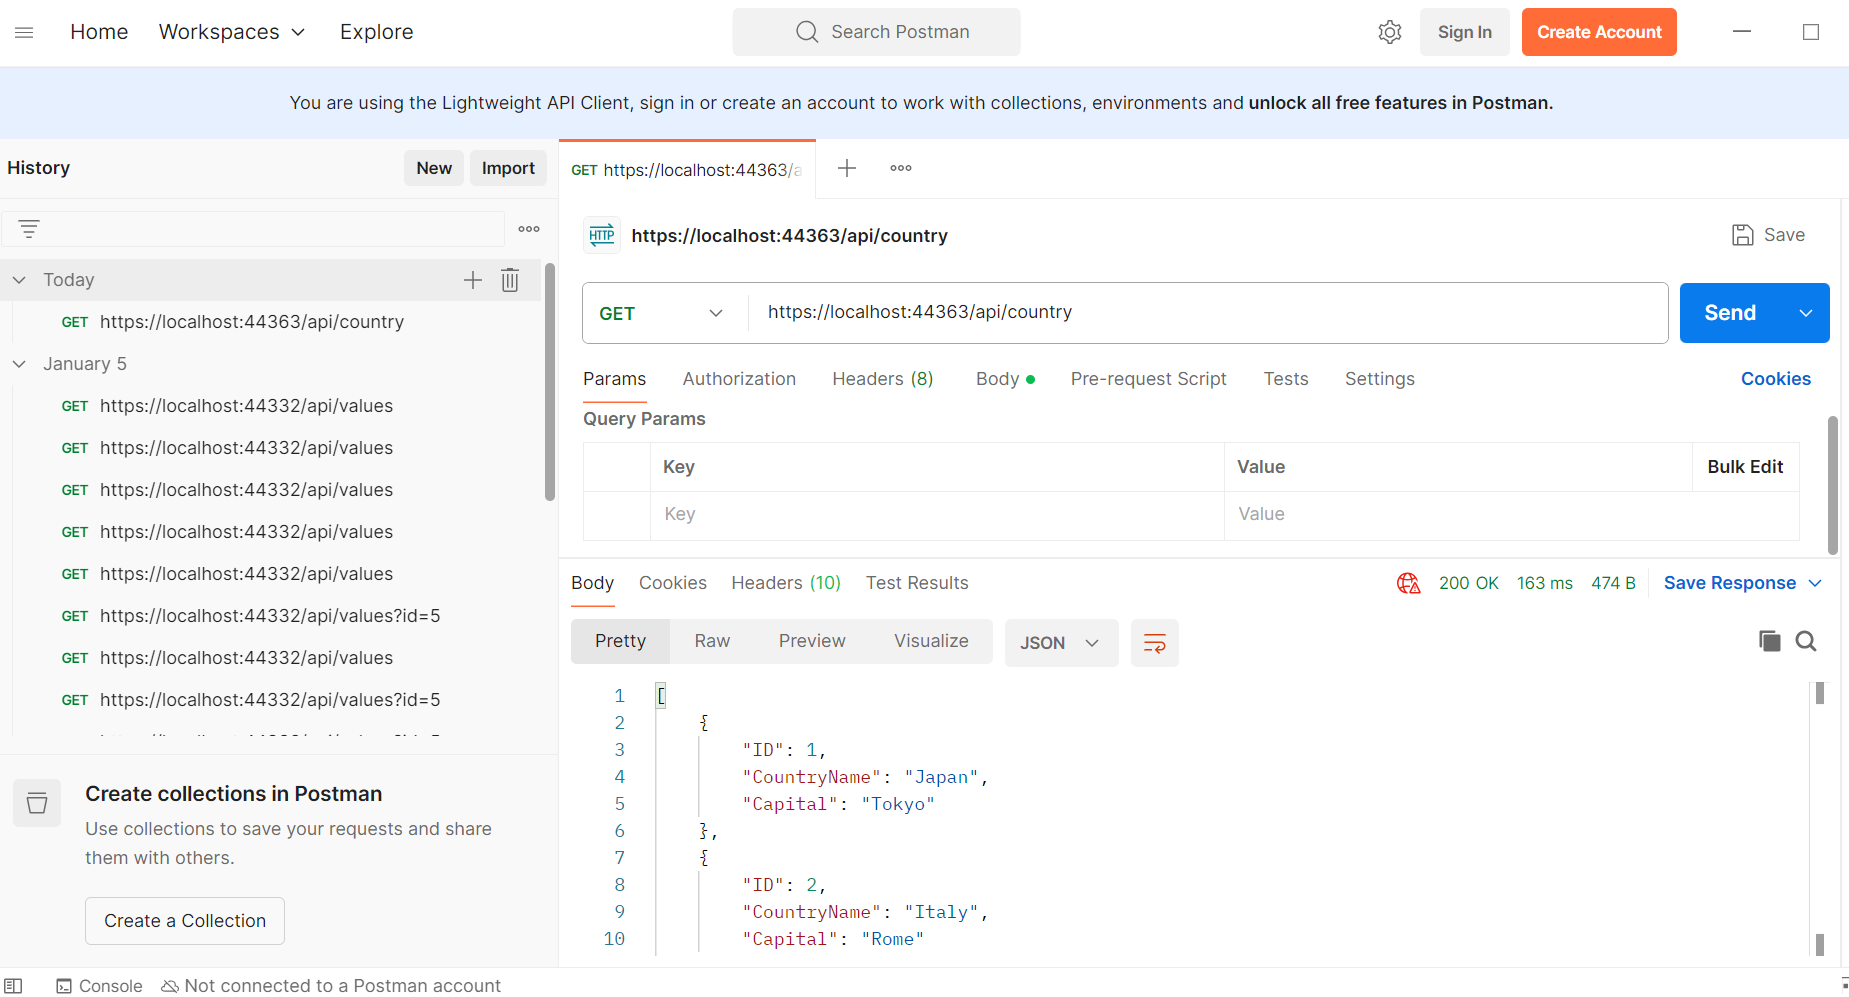 Home Workspaces Explore Search Postman Sign In Create Account
You are using the Lightweight API Client, sign in or create an account to work with collections, environments and unlock all free features in Postman.
History New Import
GET https://localhost:44363/a
HTTP https://localhost:44363/api/country Save
Today
GET https://localhost:44363/api/country
January 5
GET https://localhost:44332/api/values
GET https://localhost:44332/api/values
GET https://localhost:44332/api/values
GET https://localhost:44332/api/values
GET https://localhost:44332/api/values
GET https://localhost:44332/api/values?id=5
GET https://localhost:44332/api/values
GET https://localhost:44332/api/values?id=5
Create collections in Postman
Use collections to save your requests and share
them with others.
Create a Collection
GET https://localhost:44363/api/country Send
Params Authorization Headers (8) Body Pre-request Script Tests Settings Cookies
Query Params
Key Value Bulk Edit
Key Value
Body Cookies Headers (10) Test Results 200 OK 163 ms 474 B Save Response
Pretty Raw Preview Visualize JSON
1 [
2 {
3 "ID": 1,
4 "CountryName": "Japan",
5 "Capital": "Tokyo"
6 },
7 {
8 "ID": 2,
9 "CountryName": "Italy",
10 "Capital": "Rome"
Console Not connected to a Postman account